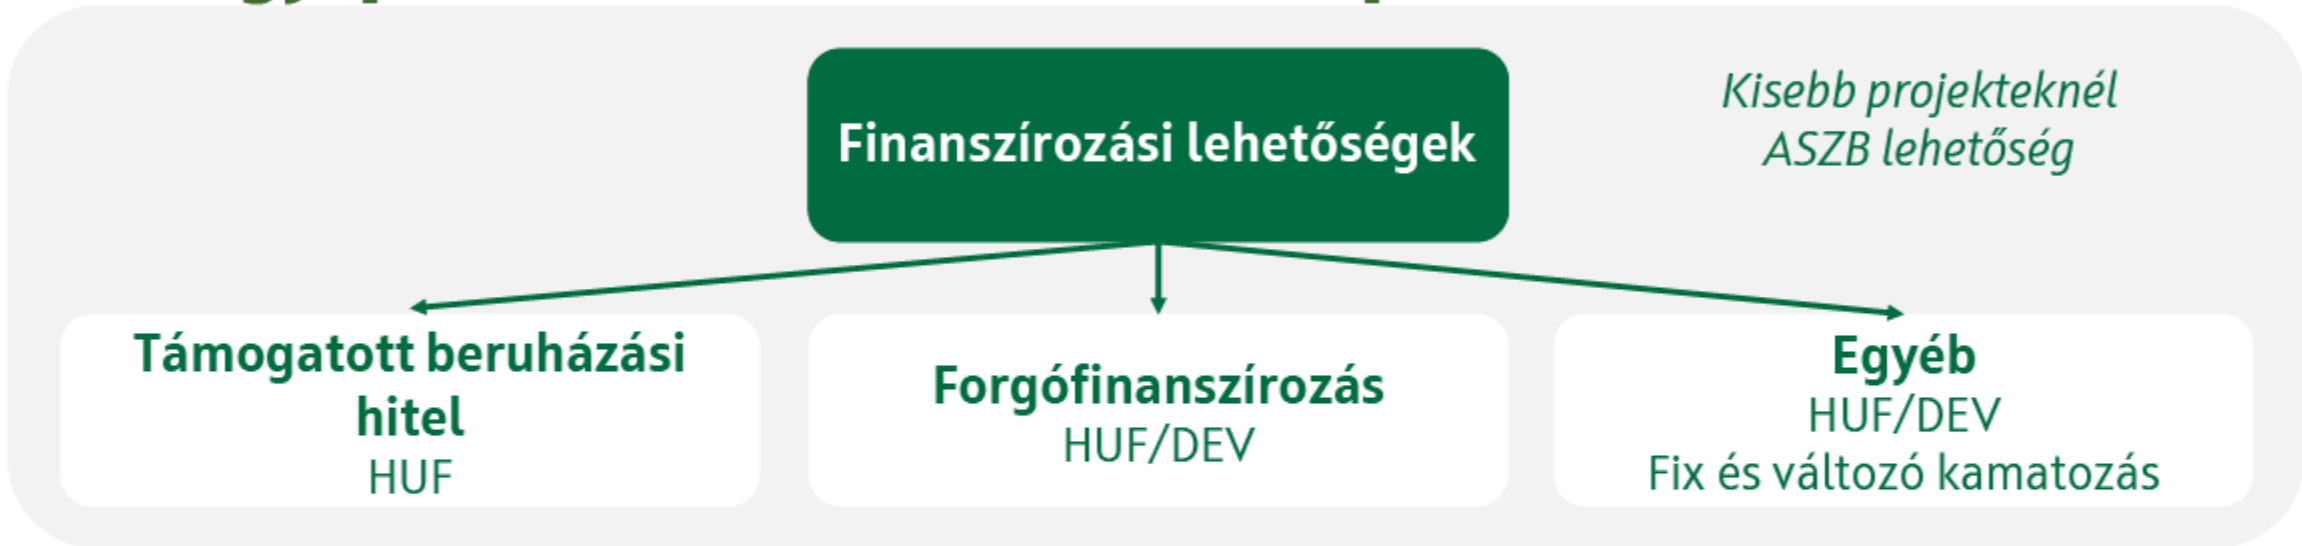 Finanszírozási lehetőségek
Kisebb projekteknél
ASZB lehetőség
Támogatott beruházási
hitel
HUF
Forgófinanszírozás
HUF/DEV
Egyéb
HUF/DEV
Fix és változó kamatozás